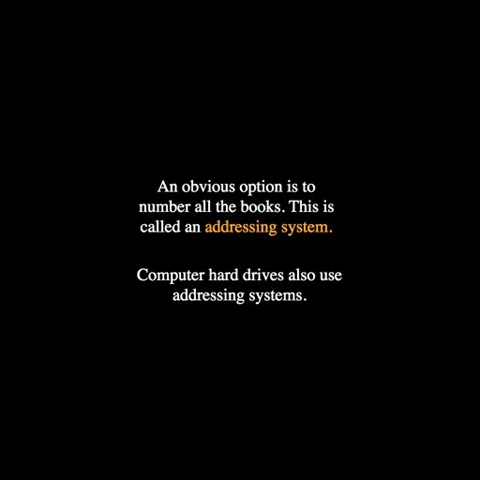 An obvious option is to
number all the books. This is
called an addressing system.
Computer hard drives also use
addressing systems.